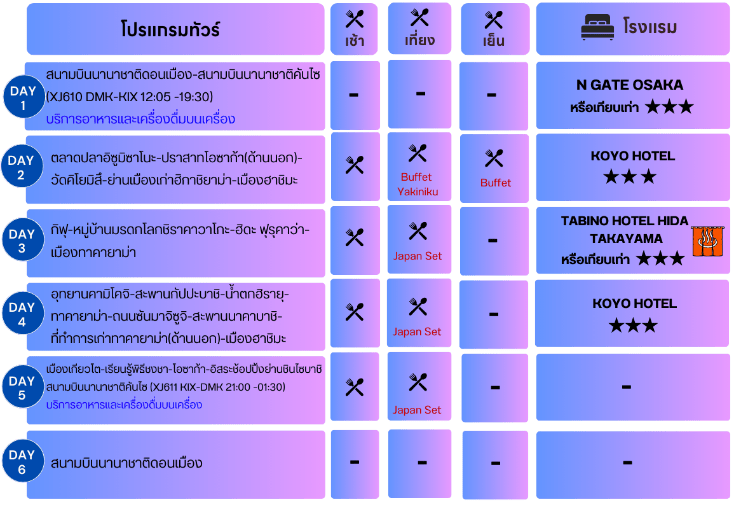 โปรแกรมทัวร์
เช้า
เที่ยง
เย็น
โรงแรม
DAY
1
สนามบินนานาชาติดอนเมือง-สนามบินนานาชาติคันไซ
(XJ610 DMK-KIX 12:05 -19:30)
บริการอาหารและเครื่องดื่มบนเครื่อง
-
-
-
N GATE OSAKA
หรือเทียบเท่า ★★★
DAY
2
ตลาดปลาอิซูมิซาโนะ-ปราสาทโอซาก้า(ด้านนอก)-
วัดคิโยมิสึ-ย่านเมืองเก่าฮิกาชิยาม่า-เมืองฮาชิมะ
Buffet
Yakiniku
Buffet
KOYO HOTEL
★★★
DAY
3
กิฟุ-หมู่บ้านมรดกโลกชิราคาวาโกะ-ฮิดะ ฟุรุคาว่า-
เมืองทาคายาม่า
Japan Set
-
TABINO HOTEL HIDA
TAKAYAMA
หรือเทียบเท่า ★★★
DAY
4
อุทยานคามิโคจิ-สะพานกัปปะบาชิ-น้ำตกฮิรายุ-
ทาคายาม่า-ถนนซันมาจิซูจิ-สะพานนาคาบาชิ-
ที่ทำการเก่าทาคายาม่า(ด้านนอก)-เมืองฮาชิมะ
Japan Set
-
KOYO HOTEL
★★★
DAY
5
เมืองเกียวโต-เรียนรู้พิธีชงชา-โอซาก้า-อิสระช้อปปิ้งย่านชินไซบาชิ
สนามบินนานาชาติคันไซ (XJ611 KIX-DMK 21:00 -01:30)
บริการอาหารและเครื่องดื่มบนเครื่อง
Japan Set
-
-
DAY
6
สนามบินนานาชาติดอนเมือง
-
-
-
-